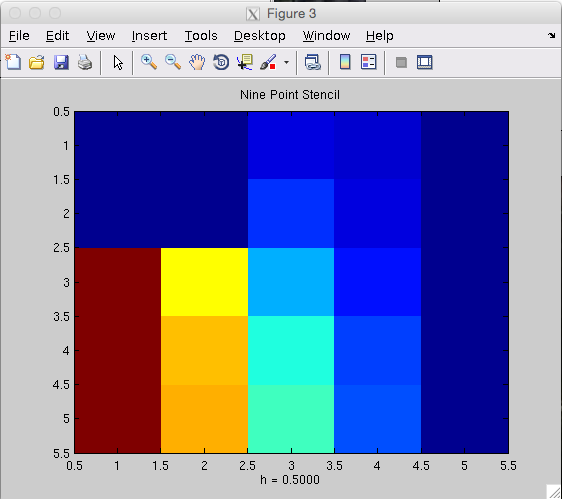 Figure 3
File Edit View Insert Tools Desktop Window Help
Nine Point Stencil
0.5
1
1.5
2
2.5
3
3.5
4
4.5
5
5.5
0.5 1 1.5 2 2.5 3 3.5 4 4.5 5 5.5
h = 0.5000